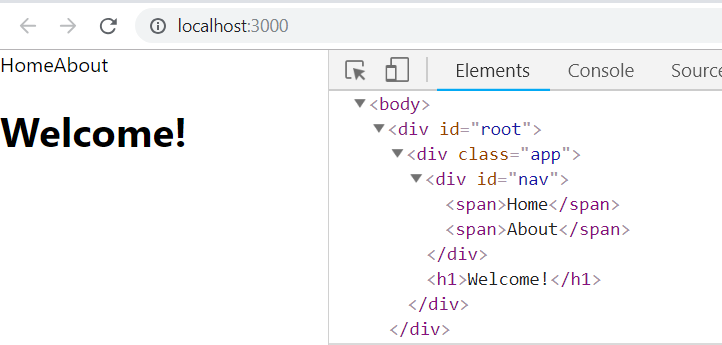 localhost:3000
HomeAbout
Welcome!
Elements Console Sourc
<body>
<div id="root">
<div class="app">
<div id="nav">
<span>Home</span>
<span>About</span>
</div>
<h1>Welcome!</h1>
</div>
</div>